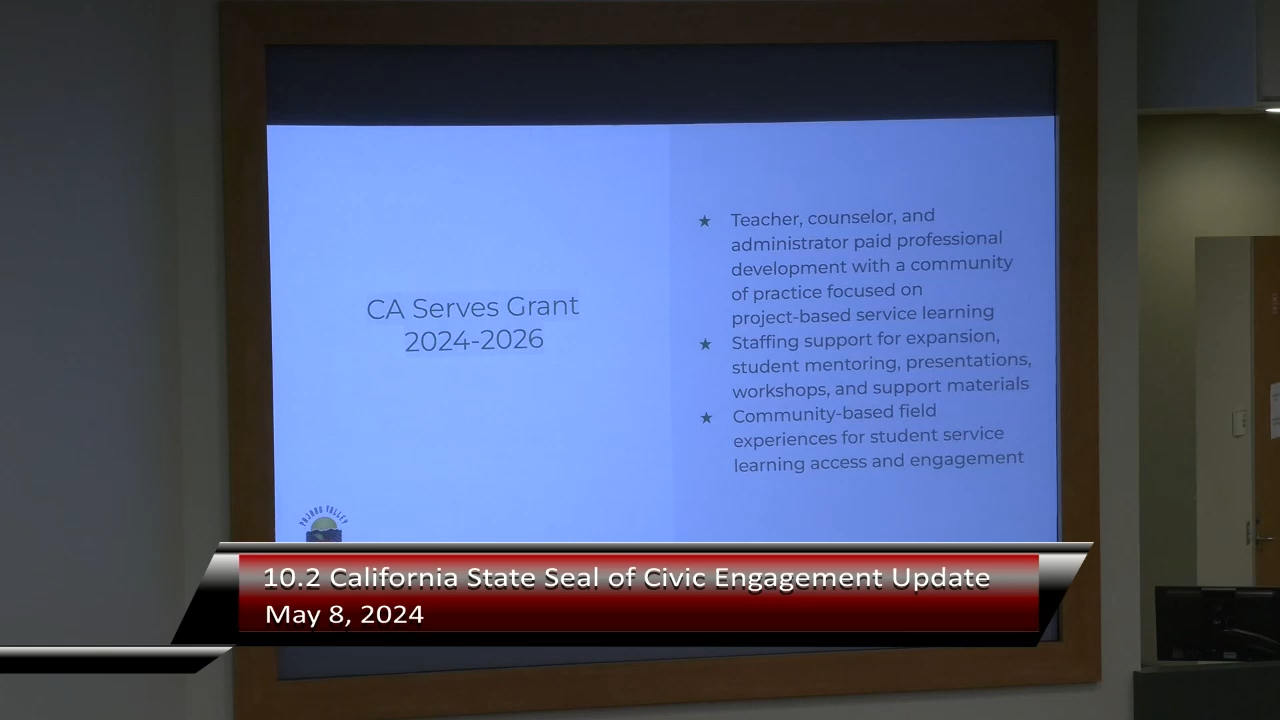 CA Serves Grant
2024-2026
★ Teacher, counselor, and
administrator paid professional
development with a community
of practice focused on
project-based service learning
★ Staffing support for expansion,
student mentoring, presentations,
workshops, and support materials
★ Community-based field
experiences for student service
learning access and engagement
PAJARO VALLEY
10.2 California State Seal of Civic Engagement Update
May 8, 2024